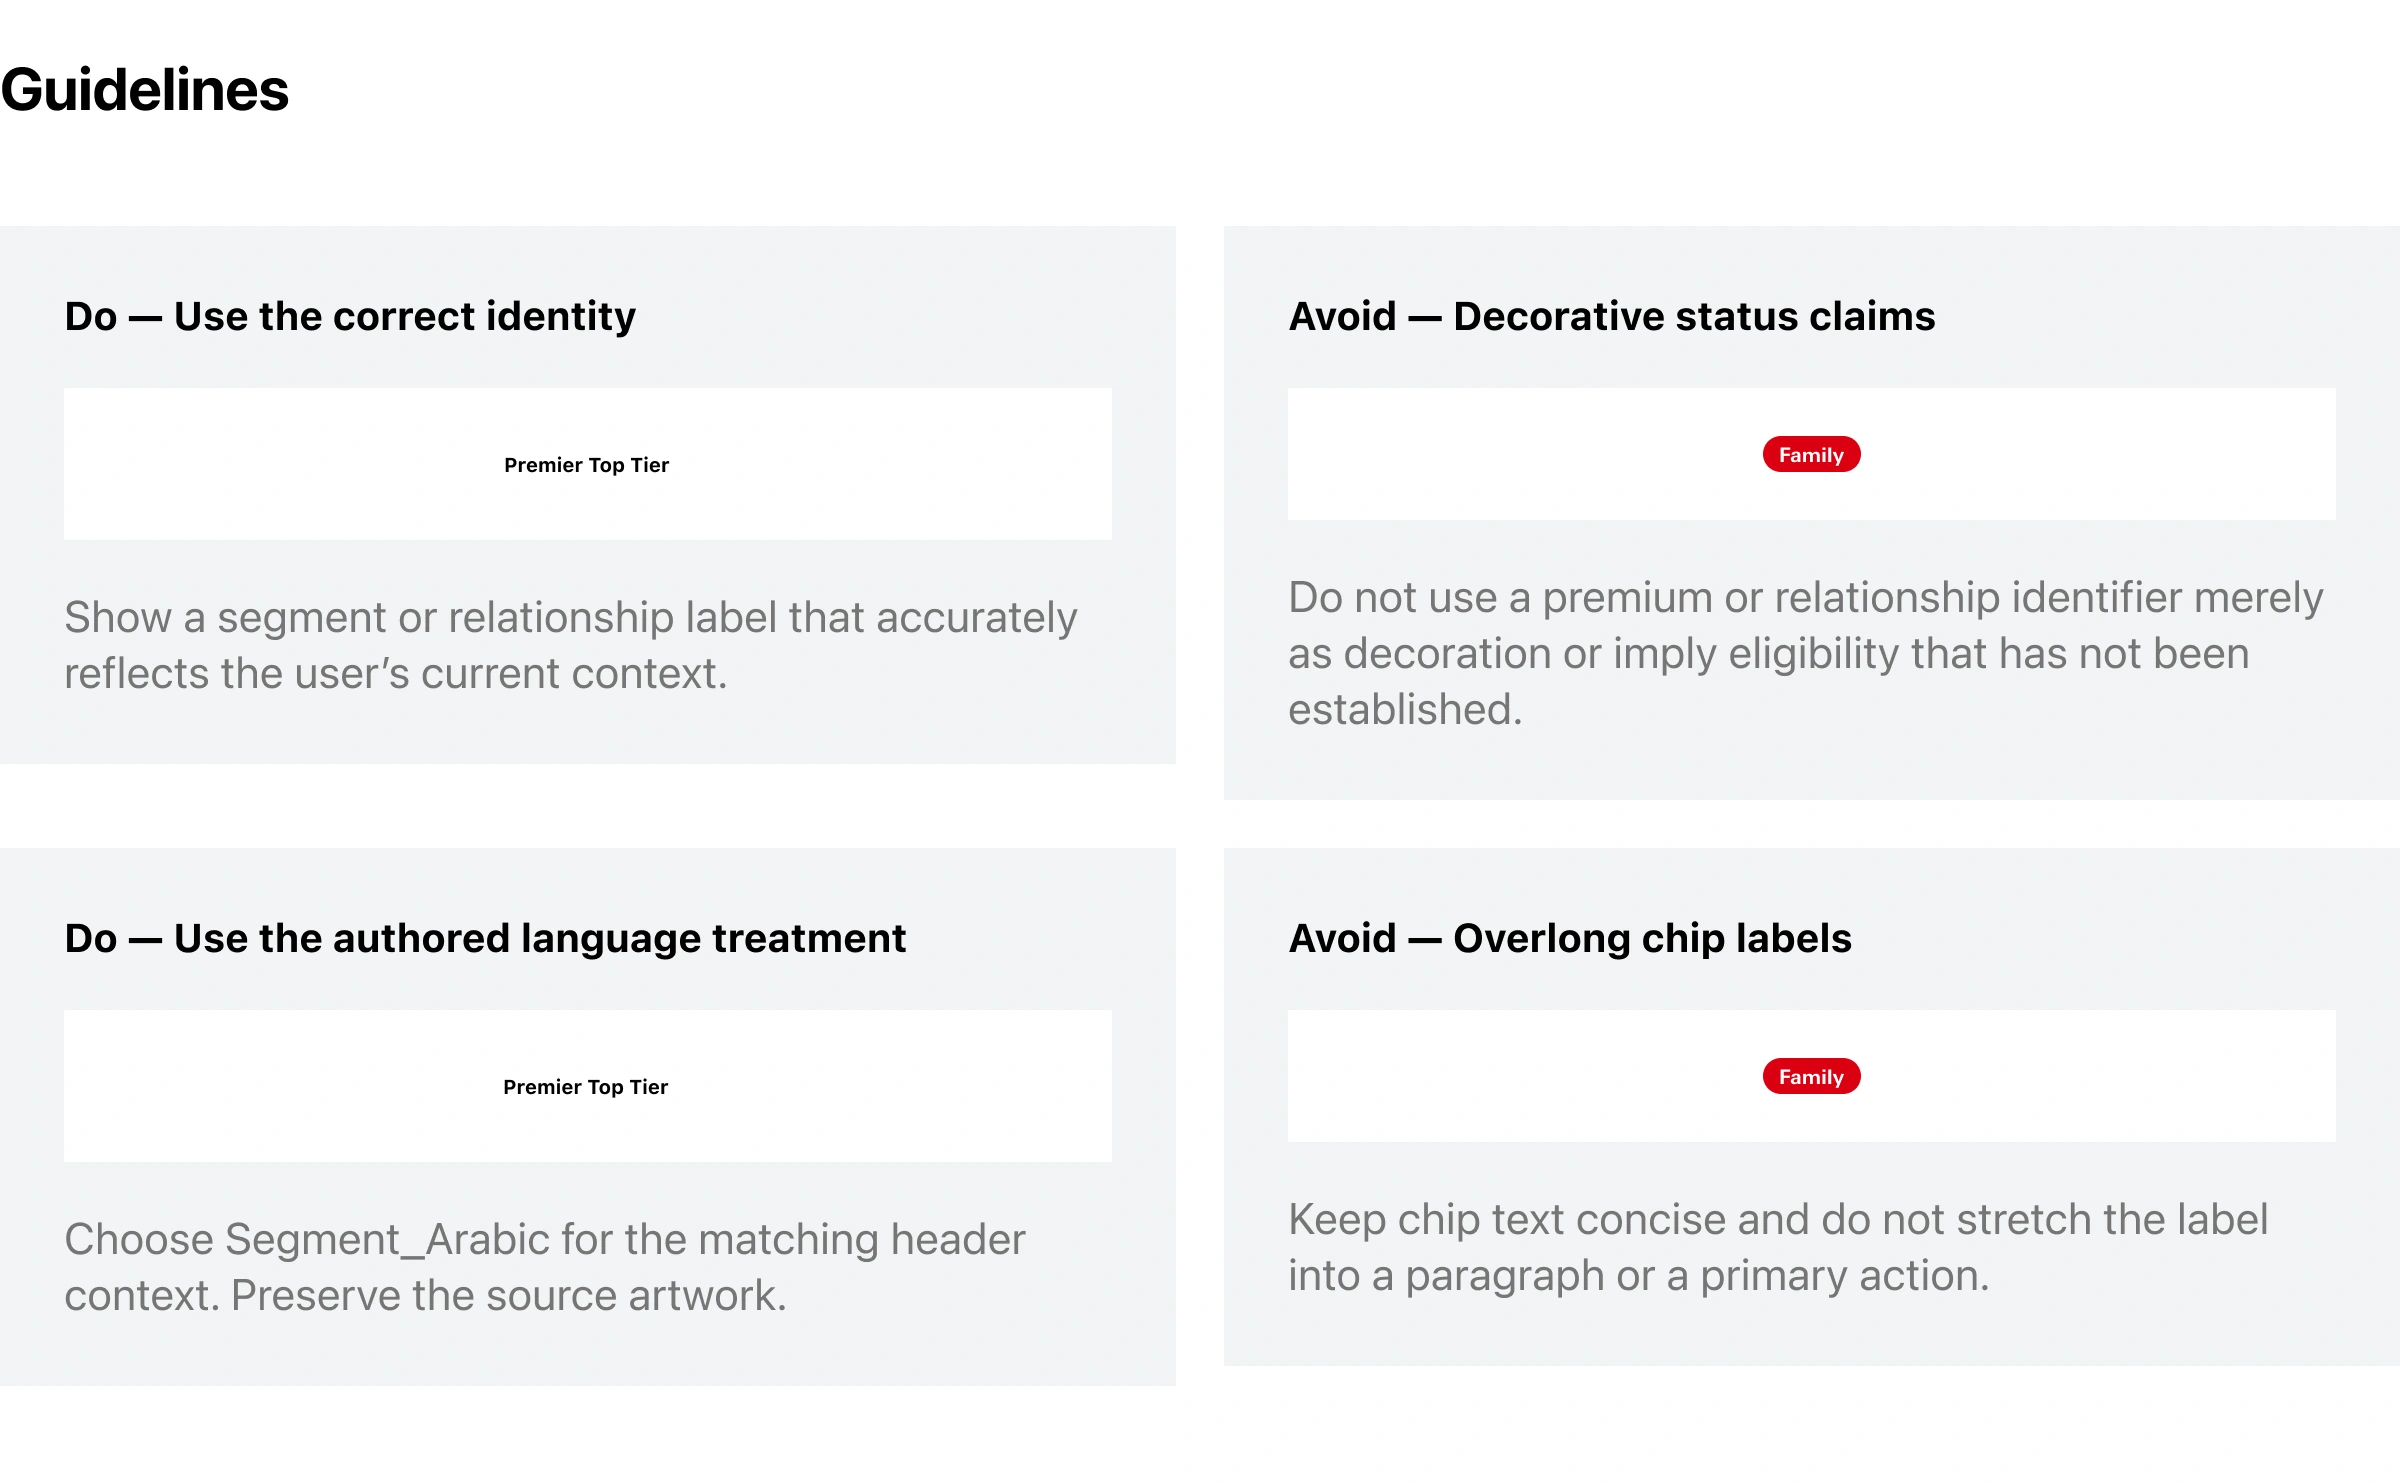 Guidelines
Do — Use the correct identity
Premier Top Tier
Show a segment or relationship label that accurately
reflects the user’s current context.
Avoid — Decorative status claims
Family
Do not use a premium or relationship identifier merely
as decoration or imply eligibility that has not been
established.
Do — Use the authored language treatment
Premier Top Tier
Choose Segment_Arabic for the matching header
context. Preserve the source artwork.
Avoid — Overlong chip labels
Family
Keep chip text concise and do not stretch the label
into a paragraph or a primary action.